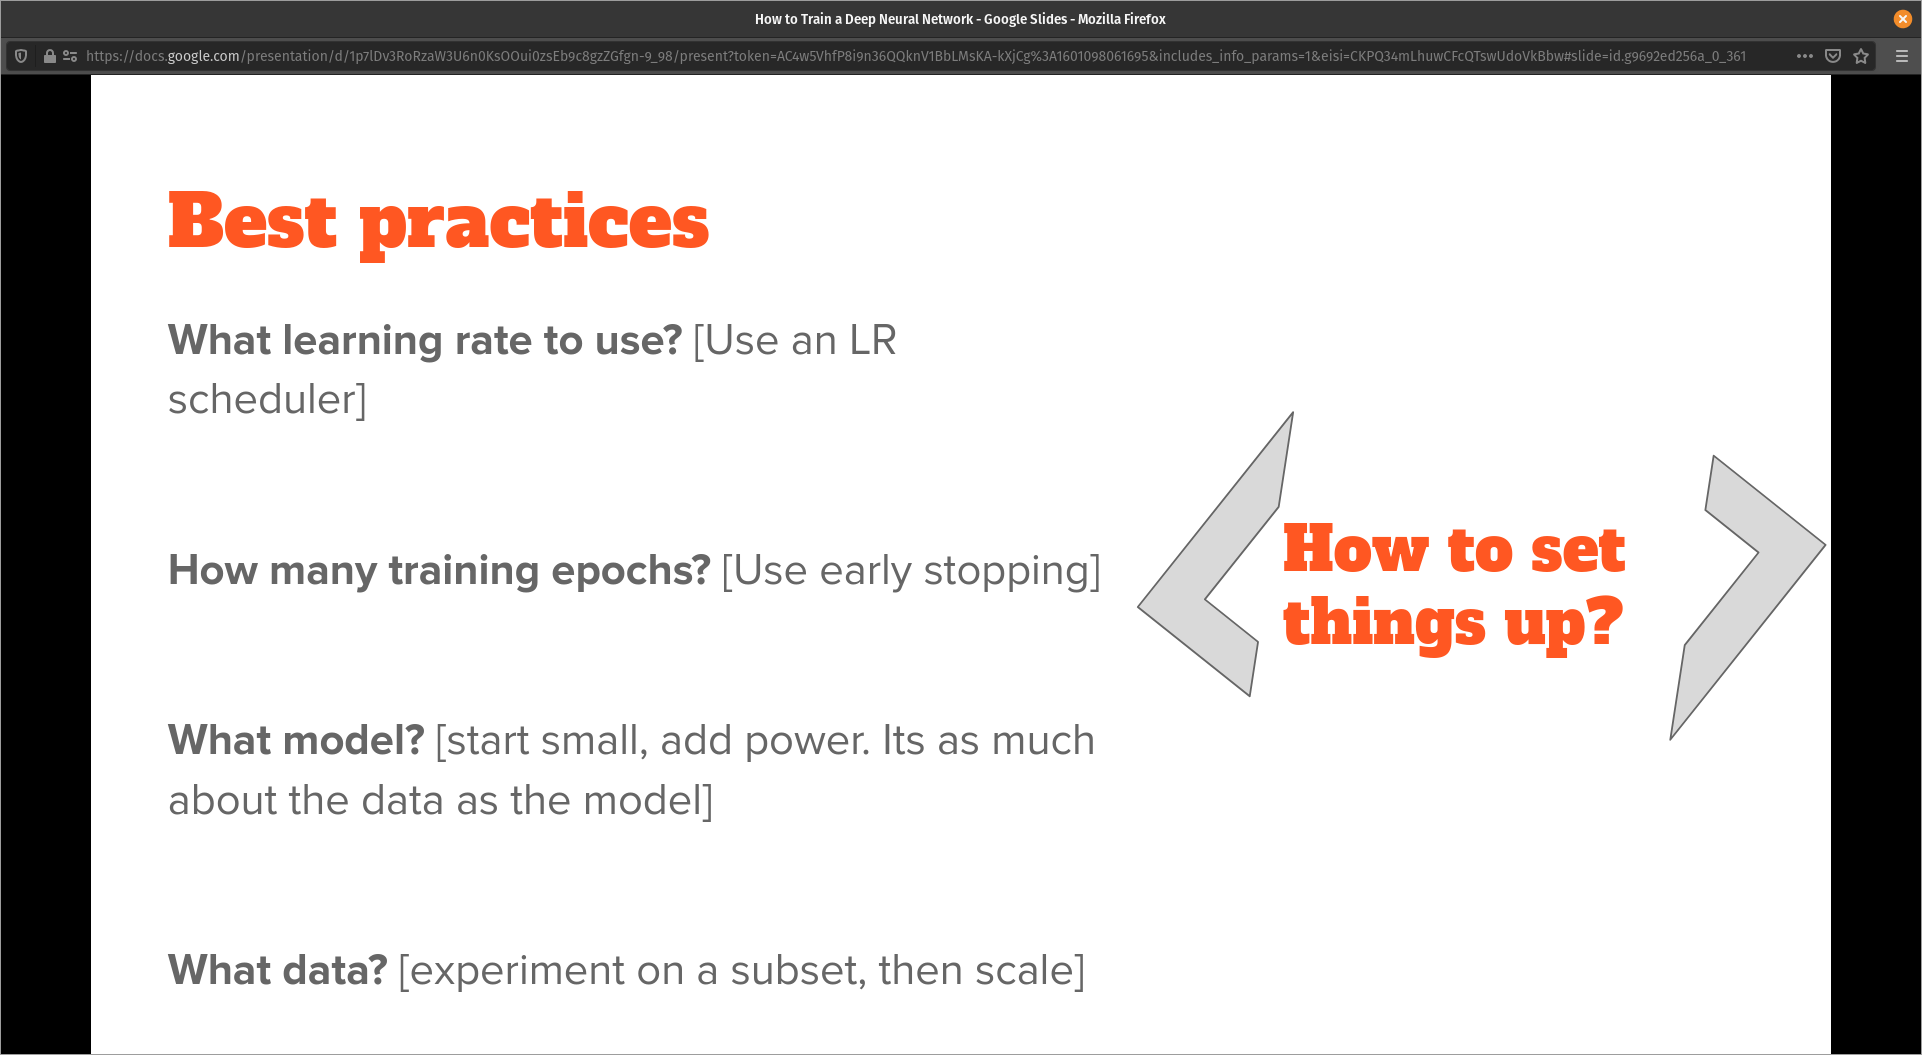 How to Train a Deep Neural Network - Google Slides - Mozilla Firefox
https://docs.google.com/presentation/d/1p7lDv3RoRzaW3U6n0KsOOui0zsEb9c8gzZGfgn-9_98/present?token=AC4w5VhfP8i9n36QQknV1BbLMsKA-kXjCg%3A1601098061695&includes_info_params=1&eisi=CKPQ34mLhuwCFcQTswUdoVkBbw#slide=id.g9692ed256a_0_361
Best practices
What learning rate to use? [Use an LR
scheduler]
How many training epochs? [Use early stopping]
What model? [start small, add power. Its as much
about the data as the model]
What data? [experiment on a subset, then scale]
How to set
things up?